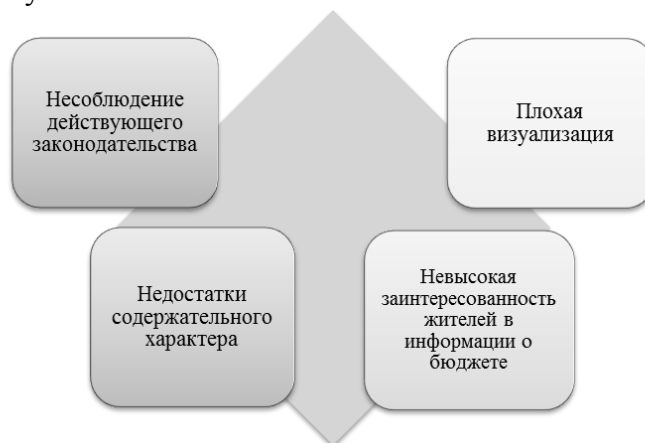 Несоблюдение
действующего
законодательства
Плохая
визуализация
Недостатки
содержательного
характера
Невысокая
заинтересованность
жителей в
информации о
бюджете